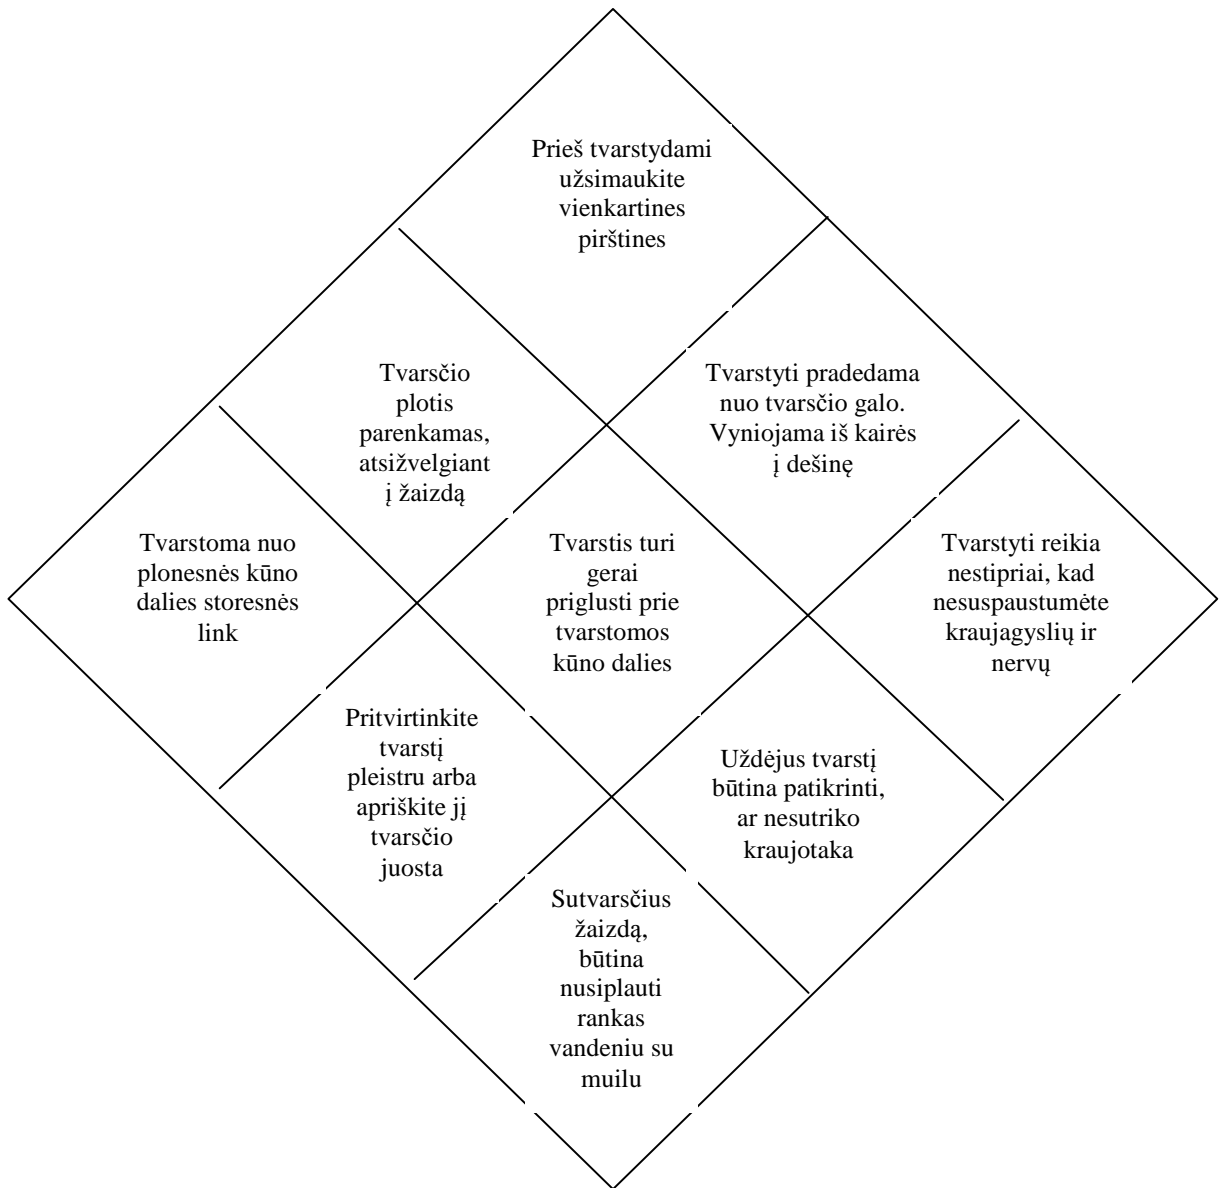 Prieš tvarstydami
užsimaukite
vienkartines
pirštines
Tvarsčio
plotis
parenkamas,
atsižvelgiant
į žaizdą
Tvarstyti pradedama
nuo tvarsčio galo.
Vyniojama iš kairės
į dešinę
Tvarstoma nuo
plonesnės kūno
dalies storesnės
link
Tvarstis turi
gerai
priglusti prie
tvarstomos
kūno dalies
Tvarstyti reikia
nestipriai, kad
nesuspaustumėte
kraujagyslių ir
nervų
Pritvirtinkite
tvarstį
pleistru arba
apriškite jį
tvarsčio
juosta
Uždėjus tvarstį
būtina patikrinti,
ar nesutriko
kraujotaka
Sutvarsčius
žaizdą,
būtina
nusiplauti
rankas
vandeniu su
muilu